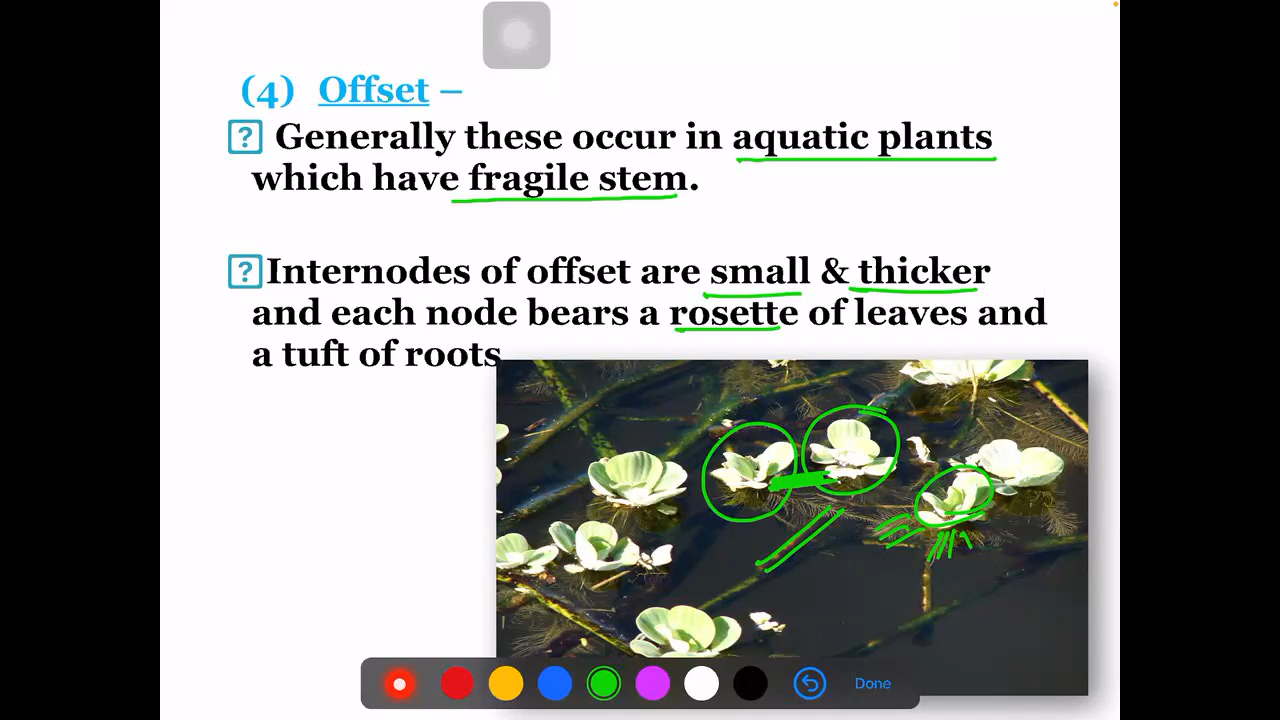 (4) Offset –
? Generally these occur in aquatic plants
which have fragile stem.
? Internodes of offset are small & thicker
and each node bears a rosette of leaves and
a tuft of roots
Done